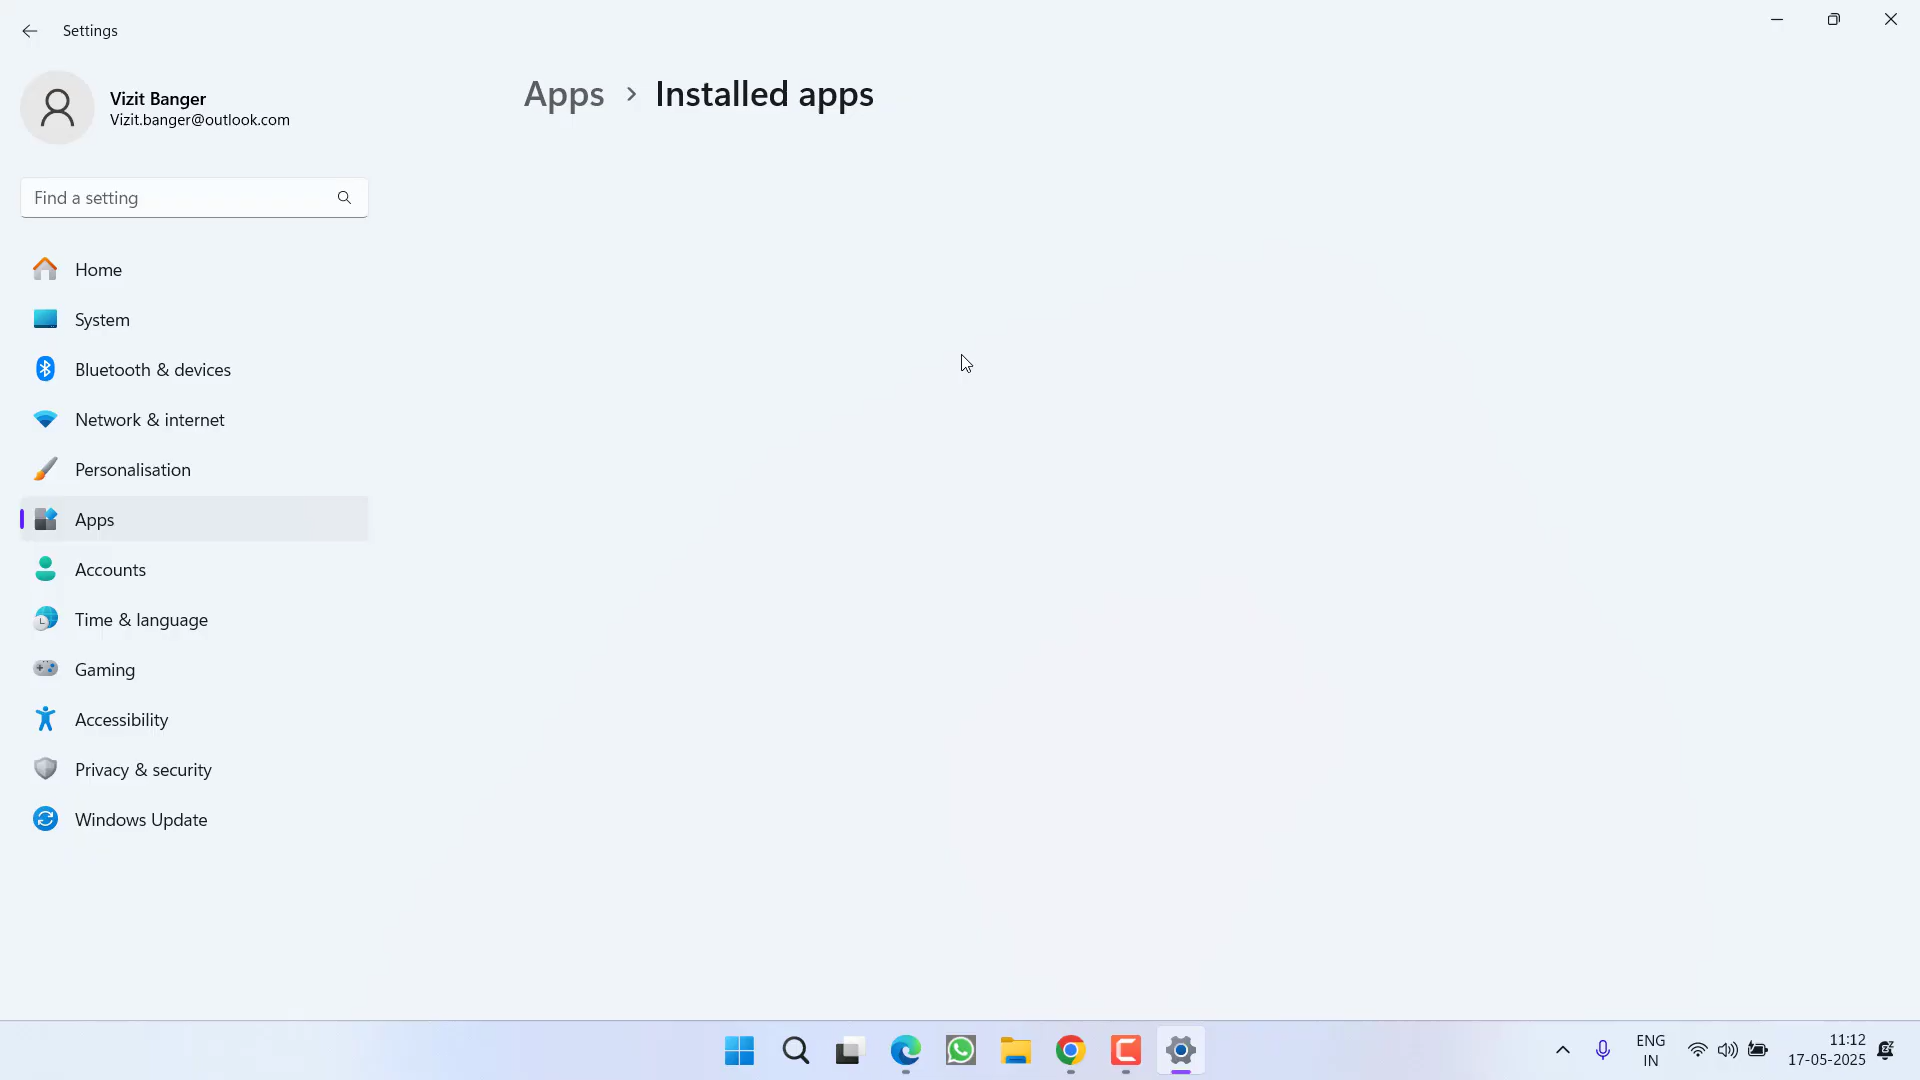 Settings
Vizit Banger
Vizit.banger@outlook.com
Apps > Installed apps
Find a setting
Home
System
Bluetooth & devices
Network & internet
Personalisation
Apps
Accounts
Time & language
Gaming
Accessibility
Privacy & security
Windows Update
ENG
IN
11:12
17-05-2025